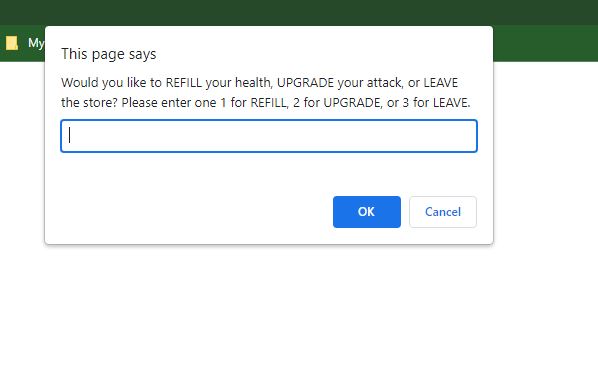 My
This page says
Would you like to REFILL your health, UPGRADE your attack, or LEAVE
the store? Please enter one 1 for REFILL, 2 for UPGRADE, or 3 for LEAVE.
OK
Cancel